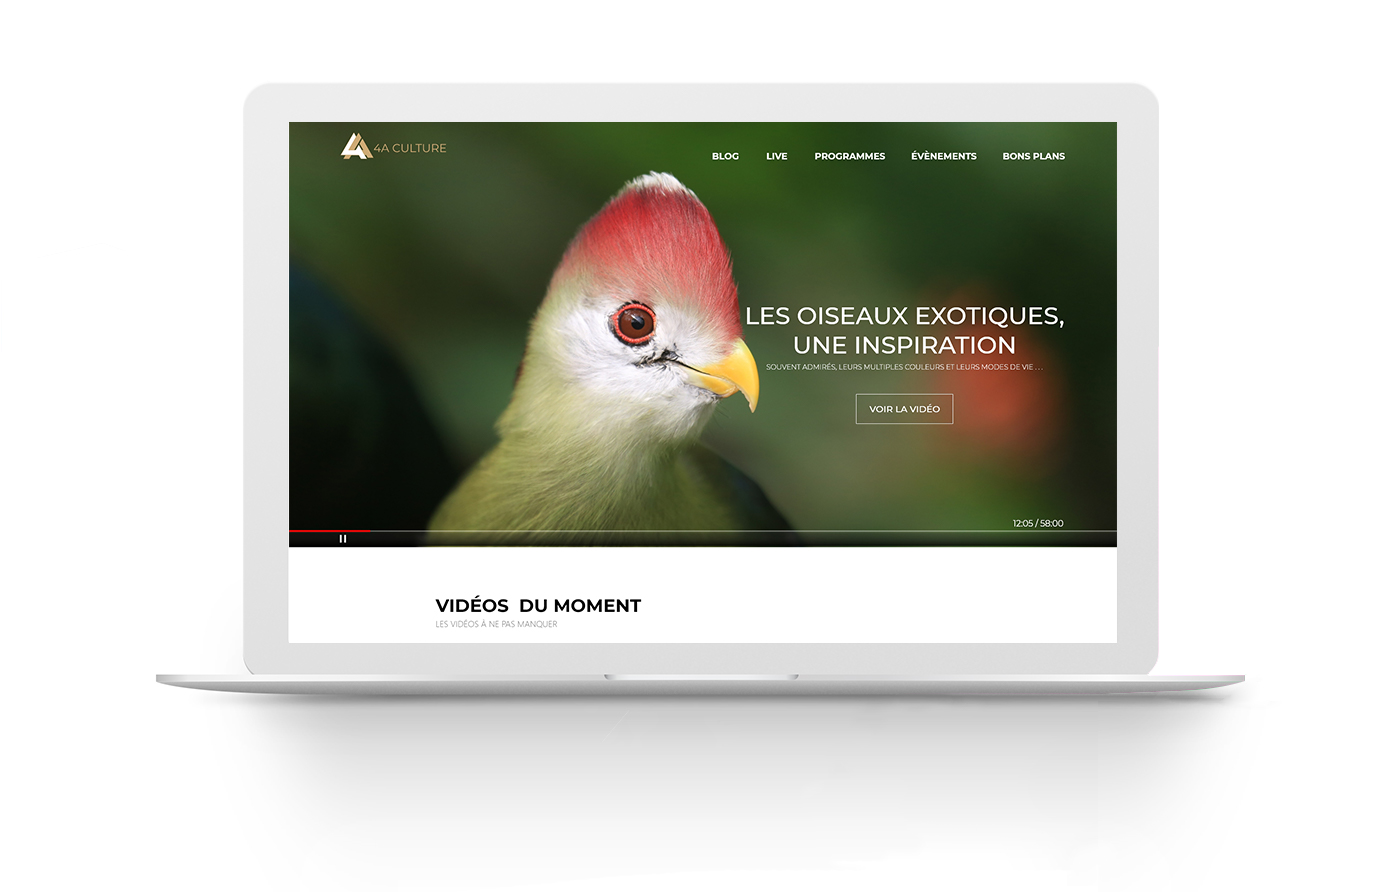 4A CULTURE
BLOG LIVE PROGRAMMES ÉVÈNEMENTS BONS PLANS
LES OISEAUX EXOTIQUES,
UNE INSPIRATION
SOUVENT ADMIRÉS, LEURS MULTIPLES COULEURS ET LEURS MODES DE VIE . . .
VOIR LA VIDÉO
12:05 / 58:00
VIDÉOS DU MOMENT
LES VIDÉOS À NE PAS MANQUER